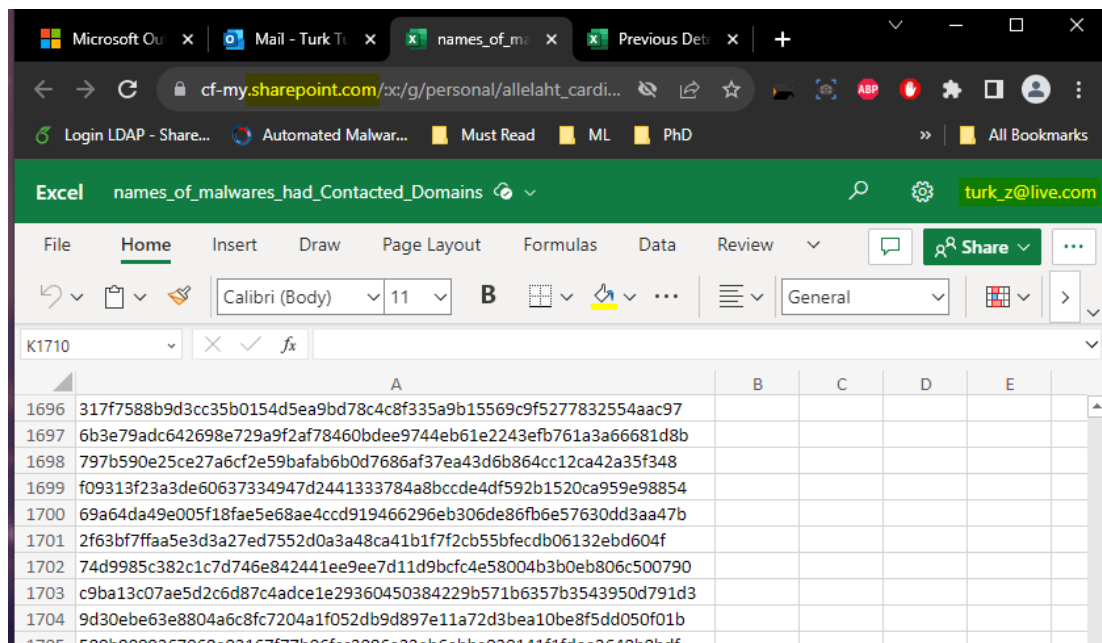 Microsoft Ou
Mail - Turk Tu
names_of_ma
Previous Dete
cf-my.sharepoint.com/:x:/g/personal/allelaht_cardi...
ABP
Login LDAP - Share...
Automated Malwar...
Must Read
ML
PhD
»
All Bookmarks
Excel
names_of_malwares_had_Contacted_Domains
turk_z@live.com
File Home Insert Draw Page Layout Formulas Data Review
Share
Calibri (Body) 11 B General
K1710 fx
A B C D E
1696 317f7588b9d3cc35b0154d5ea9bd78c4c8f335a9b15569c9f5277832554aac97
1697 6b3e79adc642698e729a9f2af78460bdee9744eb61e2243efb761a3a66681d8b
1698 797b590e25ce27a6cf2e59bafab6b0d7686af37ea43d6b864cc12ca42a35f348
1699 f09313f23a3de60637334947d2441333784a8bccde4df592b1520ca959e98854
1700 69a64da49e005f18fae5e68ae4ccd919466296eb306de86fb6e57630dd3aa47b
1701 2f63bf7ffaa5e3d3a27ed7552d0a3a48ca41b1f7f2cb55bfecdb06132ebd604f
1702 74d9985c382c1c7d746e842441ee9ee7d11d9bcfc4e58004b3b0eb806c500790
1703 c9ba13c07ae5d2c6d87c4adce1e29360450384229b571b6357b3543950d791d3
1704 9d30ebe63e8804a6c8fc7204a1f052db9d897e11a72d3bea10be8f5dd050f01b